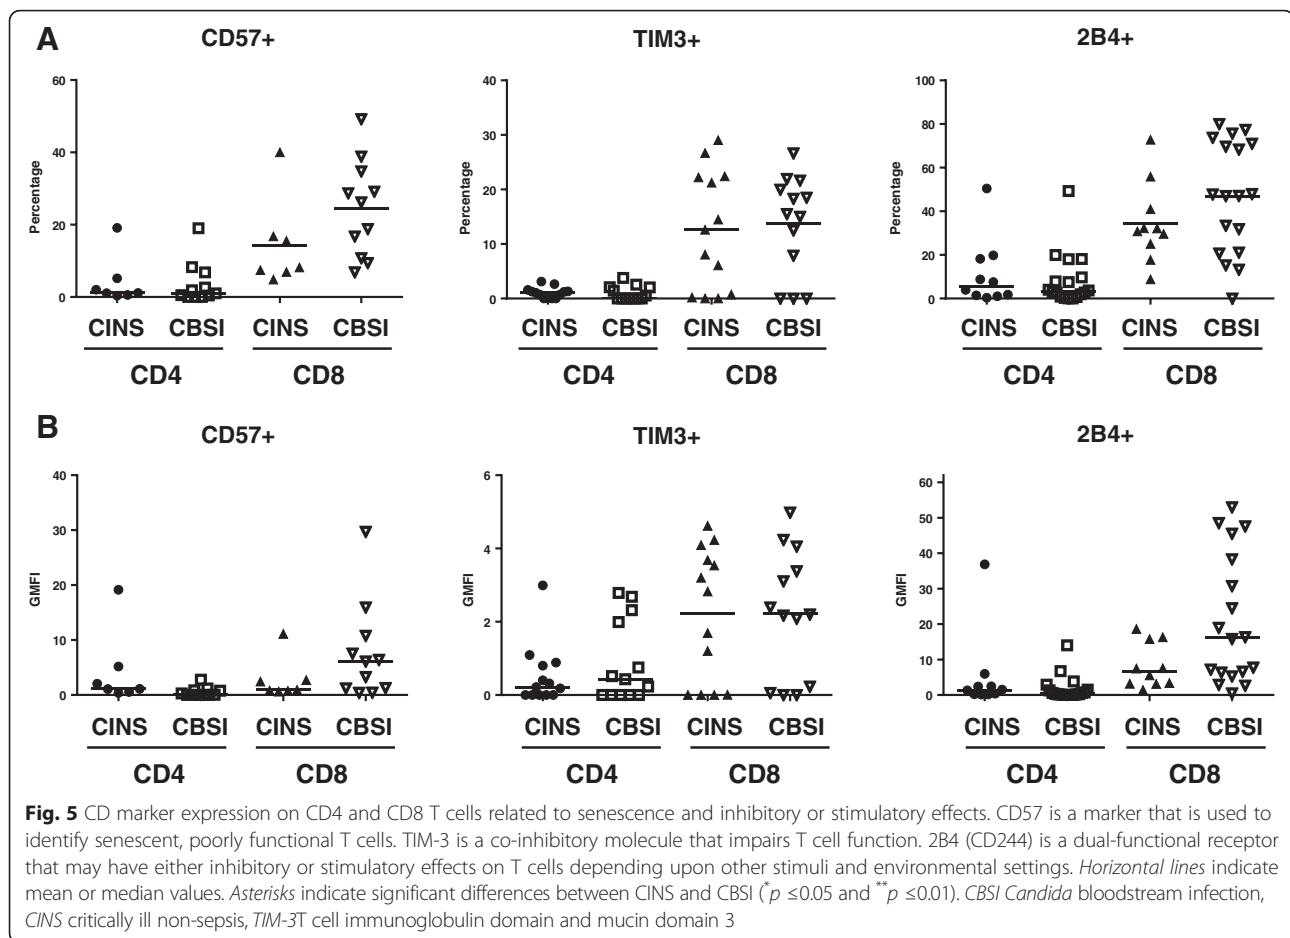 A
CD57+ TIM3+ 2B4+
60 40 100
80
30
40 60
Percentage Percentage Percentage
20
40
20
10
20
0 0 0
CINS CBSI CINS CBSI CINS CBSI CINS CBSI CINS CBSI CINS CBSI
CD4 CD8 CD4 CD8 CD4 CD8
B
CD57+ TIM3+ 2B4+
40 6 60
50
30
4 40
GMFI GMFI GMFI
20 30
2
20
10
10
0 0 0
CINS CBSI CINS CBSI CINS CBSI CINS CBSI CINS CBSI CINS CBSI
CD4 CD8 CD4 CD8 CD4 CD8
Fig. 5 CD marker expression on CD4 and CD8 T cells related to senescence and inhibitory or stimulatory effects. CD57 is a marker that is used to
identify senescent, poorly functional T cells. TIM-3 is a co-inhibitory molecule that impairs T cell function. 2B4 (CD244) is a dual-functional receptor
that may have either inhibitory or stimulatory effects on T cells depending upon other stimuli and environmental settings. Horizontal lines indicate
mean or median values. Asterisks indicate significant differences between CINS and CBSI (*p ≤0.05 and **p ≤0.01). CBSI Candida bloodstream infection,
CINS critically ill non-sepsis, TIM-3T cell immunoglobulin domain and mucin domain 3